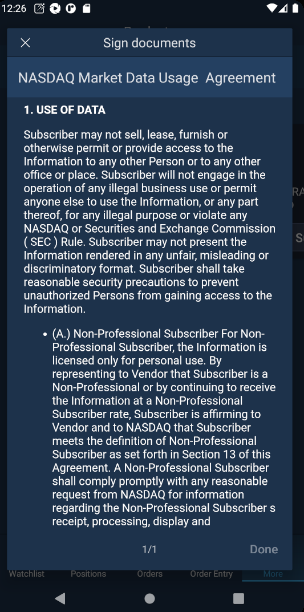 12:26
Sign documents
NASDAQ Market Data Usage Agreement
1. USE OF DATA
Subscriber may not sell, lease, furnish or
otherwise permit or provide access to the
Information to any other Person or to any other
office or place. Subscriber will not engage in the
operation of any illegal business use or permit
anyone else to use the Information, or any part
thereof, for any illegal purpose or violate any
NASDAQ or Securities and Exchange Commission
( SEC ) Rule. Subscriber may not present the
Information rendered in any unfair, misleading or
discriminatory format. Subscriber shall take
reasonable security precautions to prevent
unauthorized Persons from gaining access to the
Information.
• (A.) Non-Professional Subscriber For Non-
Professional Subscriber, the Information is
licensed only for personal use. By
representing to Vendor that Subscriber is a
Non-Professional or by continuing to receive
the Information at a Non-Professional
Subscriber rate, Subscriber is affirming to
Vendor and to NASDAQ that Subscriber
meets the definition of Non-Professional
Subscriber as set forth in Section 13 of this
Agreement. A Non-Professional Subscriber
shall comply promptly with any reasonable
request from NASDAQ for information
regarding the Non-Professional Subscriber s
receipt, processing, display and
1/1
Done
Watchlist Positions Orders Order Entry More